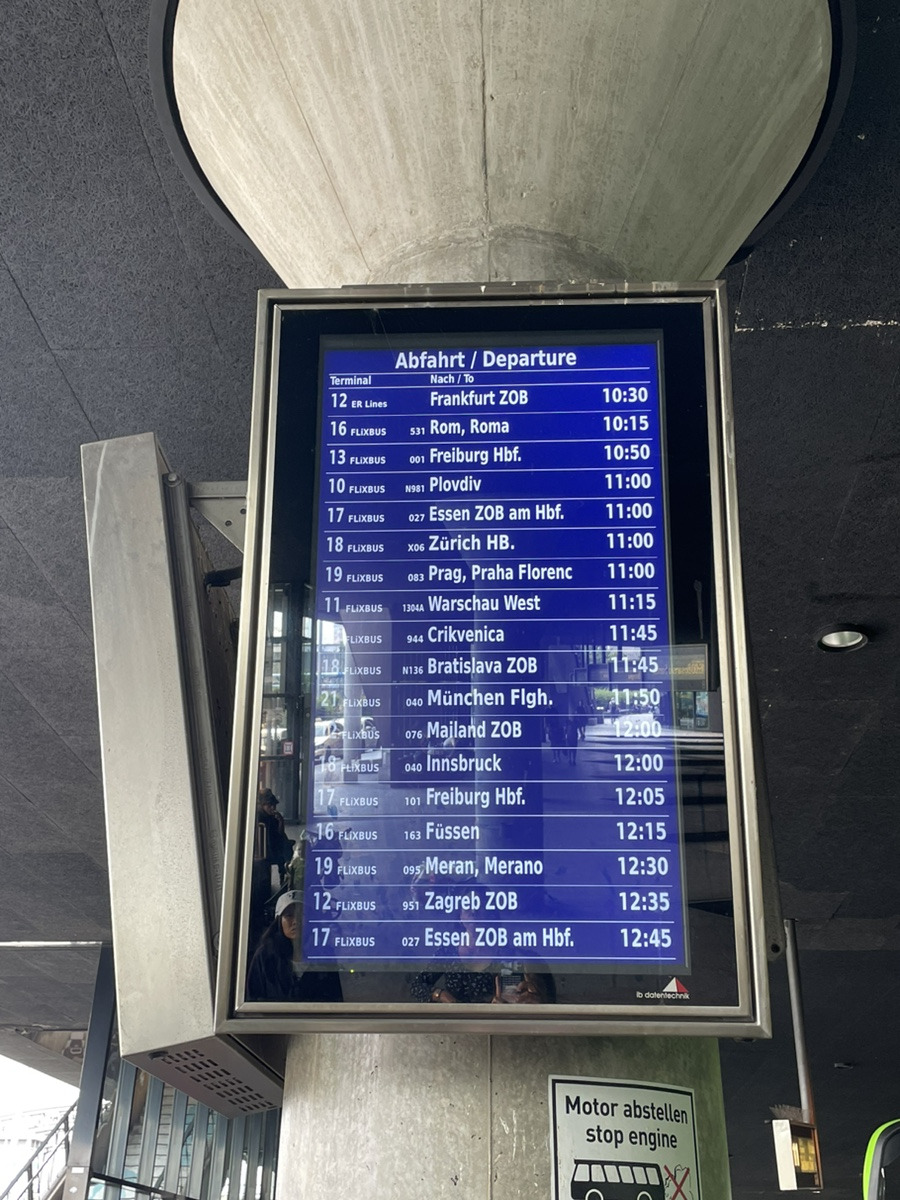 Abfahrt / Departure
Terminal Nach / To
12 ER Lines Frankfurt ZOB 10:30
16 FLiXBUS 531 Rom, Roma 10:15
13 FLiXBUS 001 Freiburg Hbf. 10:50
10 FLiXBUS N981 Plovdiv 11:00
17 FLiXBUS 027 Essen ZOB am Hbf. 11:00
18 FLiXBUS X06 Zürich HB. 11:00
19 FLiXBUS 083 Prag, Praha Florenc 11:00
11 FLiXBUS 1304A Warschau West 11:15
FLiXBUS 944 Crikvenica 11:45
18 FLiXBUS N136 Bratislava ZOB 11:45
21 FLiXBUS 040 München Flgh. 11:50
FLiXBUS 076 Mailand ZOB 12:00
18 FLiXBUS 040 Innsbruck 12:00
17 FLiXBUS 101 Freiburg Hbf. 12:05
16 FLiXBUS 163 Füssen 12:15
19 FLiXBUS 095 Meran, Merano 12:30
12 FLiXBUS 951 Zagreb ZOB 12:35
17 FLiXBUS 027 Essen ZOB am Hbf. 12:45
lb datentechnik
Motor abstellen
stop engine